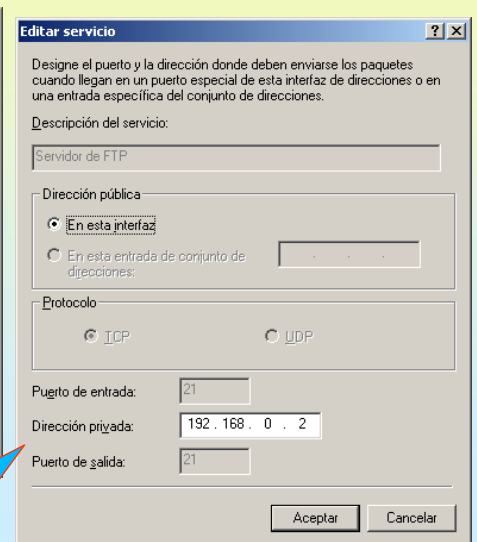 Editar servicio
Designe el puerto y la dirección donde deben enviarse los paquetes
cuando llegan en un puerto especial de esta interfaz de direcciones o en
una entrada específica del conjunto de direcciones.
Descripción del servicio:
Servidor de FTP
Dirección pública
En esta interfaz
En esta entrada de conjunto de
direcciones:
Protocolo
TCP UDP
Puerto de entrada: 21
Dirección privada: 192 . 168 . 0 . 2
Puerto de salida: 21
Aceptar Cancelar